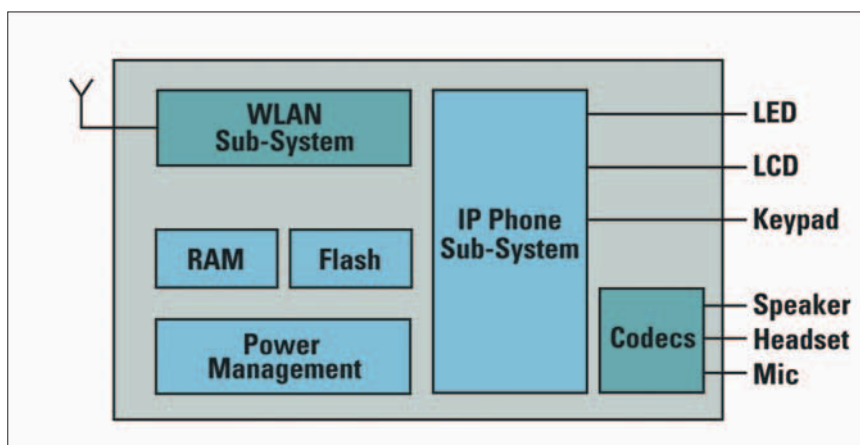 WLAN
Sub-System
RAM
Flash
Power
Management
IP Phone
Sub-System
LED
LCD
Keypad
Codecs
Speaker
Headset
Mic